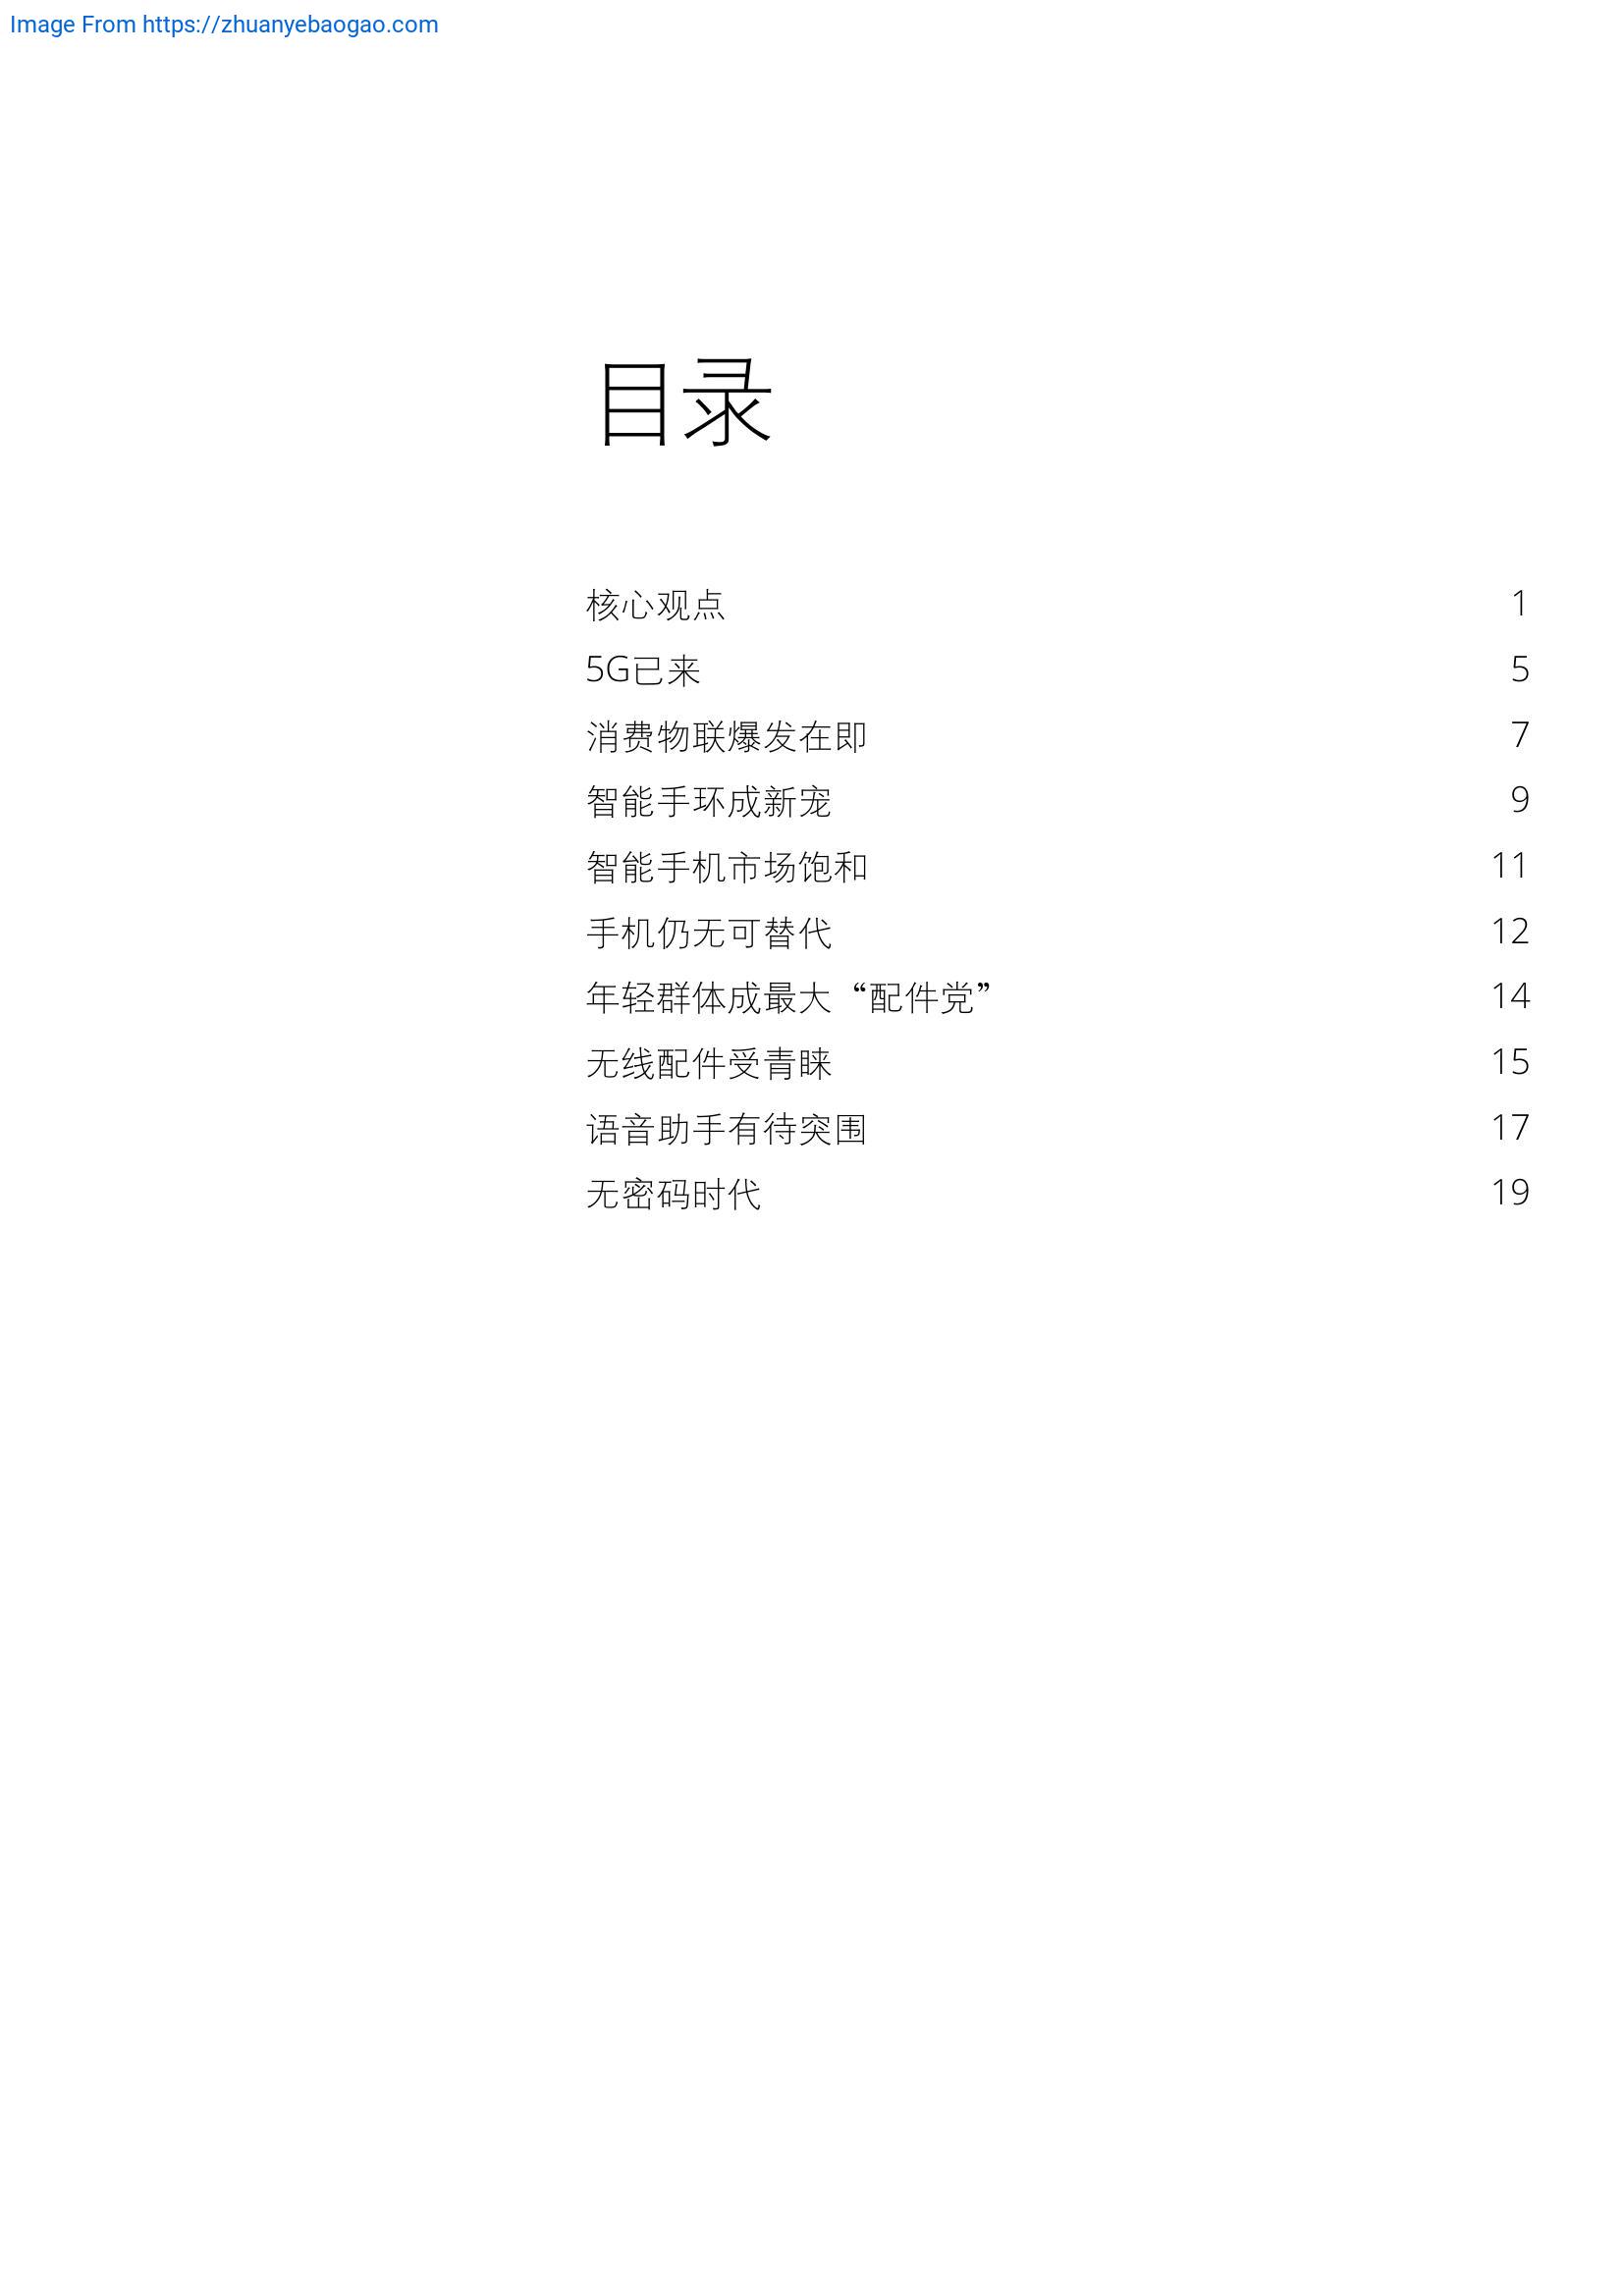 Image From https://zhuanyebaogao.com
目录
核心观点 1
5G已来 5
消费物联爆发在即 7
智能手环成新宠 9
智能手机市场饱和 11
手机仍无可替代 12
年轻群体成最大“配件党” 14
无线配件受青睐 15
语音助手有待突围 17
无密码时代 19